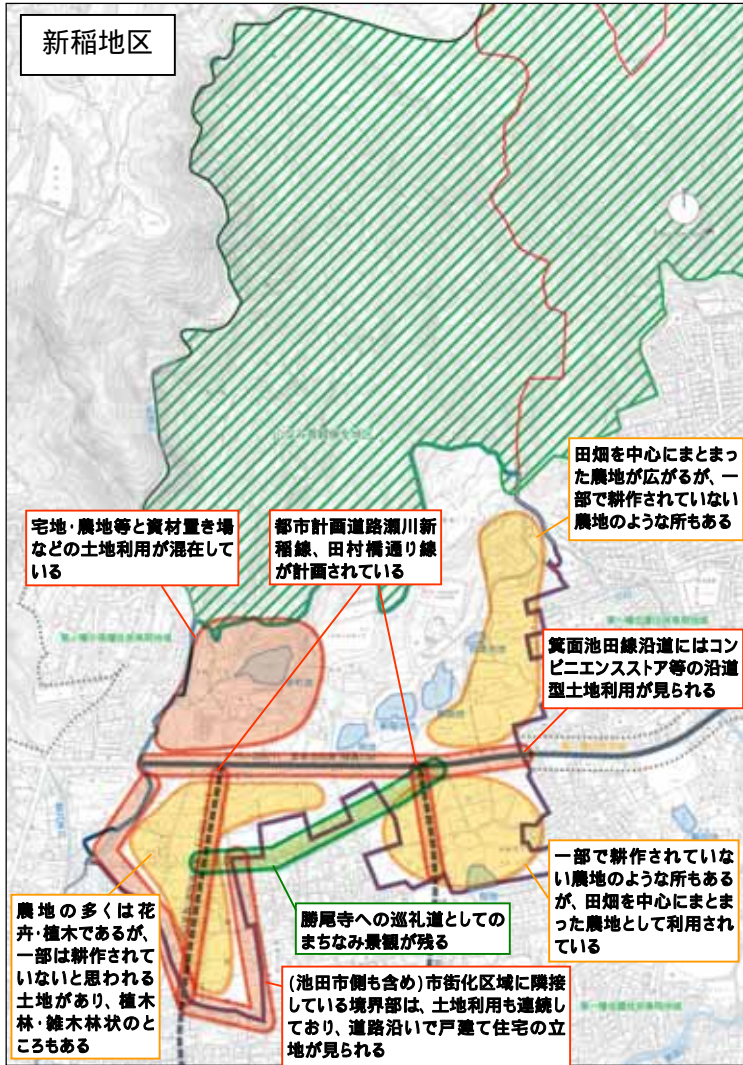 新稲地区
田畑を中心にまとまっ
た農地が広がるが、一
部で耕作されていない
農地のような所もある
宅地・農地等と資材置き場
などの土地利用が混在して
いる
都市計画道路瀬川新
稲線、田村橋通り線
が計画されている
箕面池田線沿道にはコン
ビニエンスストア等の沿道
型土地利用が見られる
一部で耕作されていな
い農地のような所もある
が、田畑を中心にまとま
った農地として利用され
ている
農地の多くは花
卉・植木であるが、
一部は耕作されて
いないと思われる
土地があり、植木
林・雑木林状のと
ころもある
勝尾寺への巡礼道としての
まちなみ景観が残る
(池田市側も含め)市街化区域に隣接
している境界部は、土地利用も連続し
ており、道路沿いで戸建て住宅の立
地が見られる